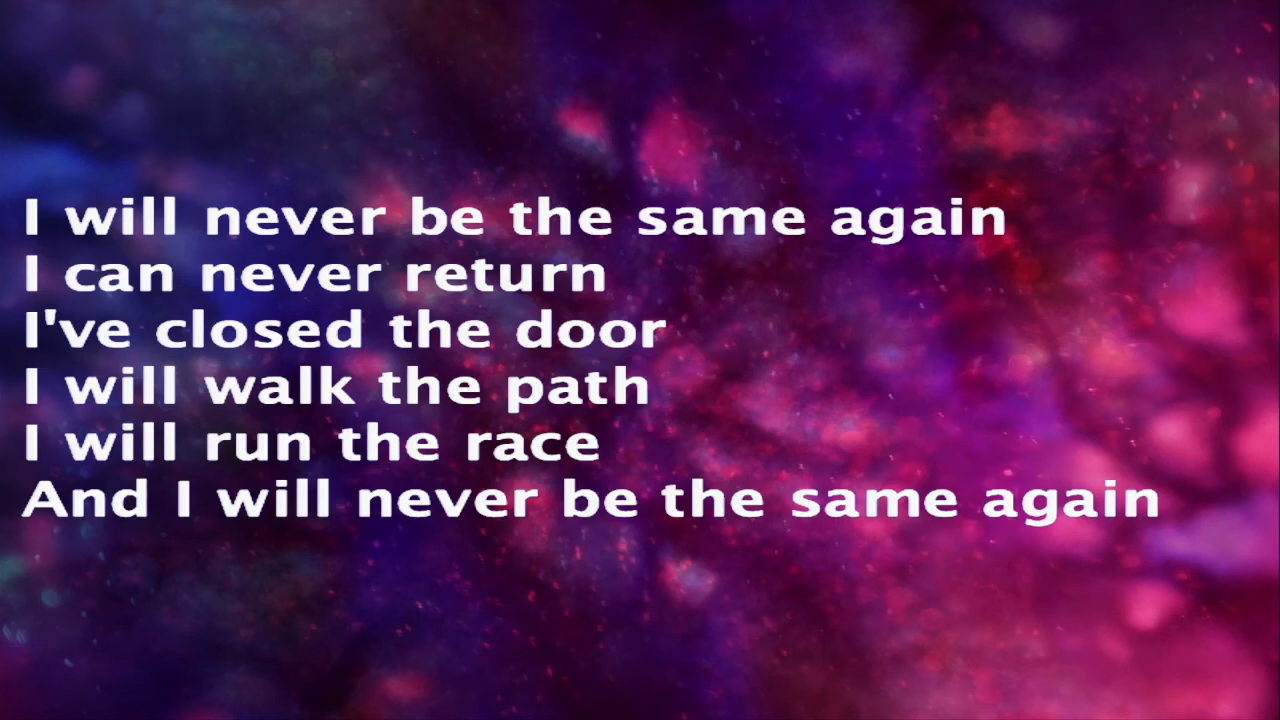 I will never be the same again
I can never return
I've closed the door
I will walk the path
I will run the race
And I will never be the same again